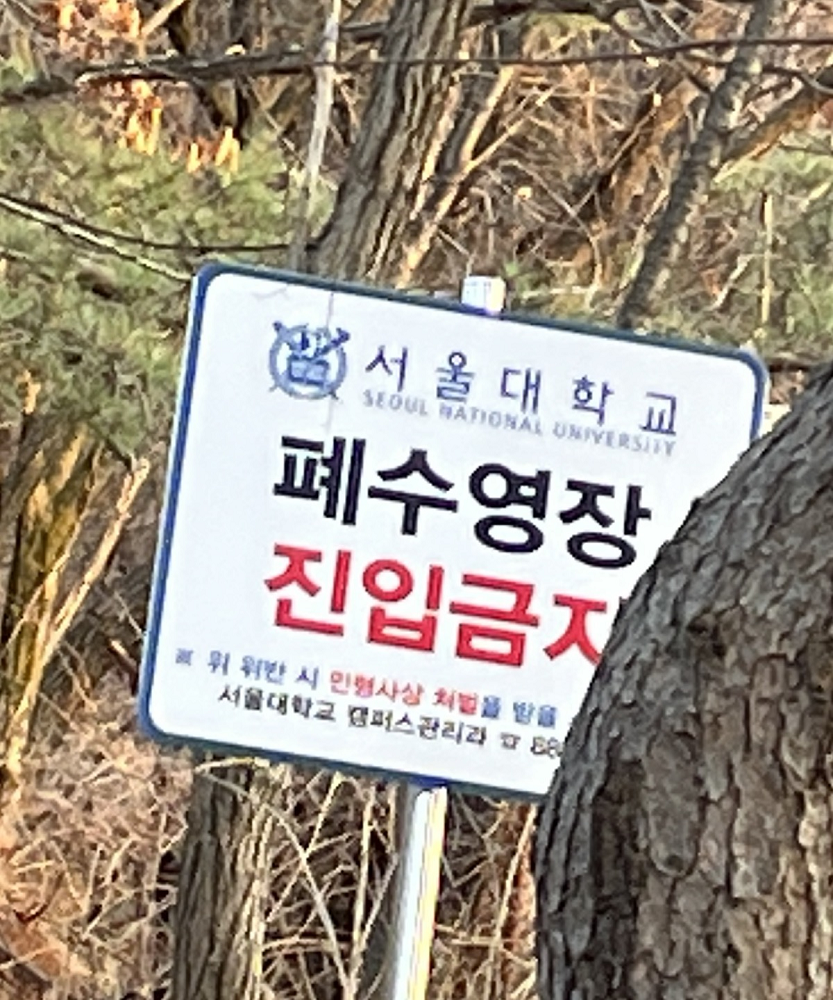 서울대학교
SEOUL NATIONAL UNIVERSITY
폐수영장
진입금지
※ 위 위반 시 민형사상 처벌을 받을
서울대학교 캠퍼스관리과 ☎ 88